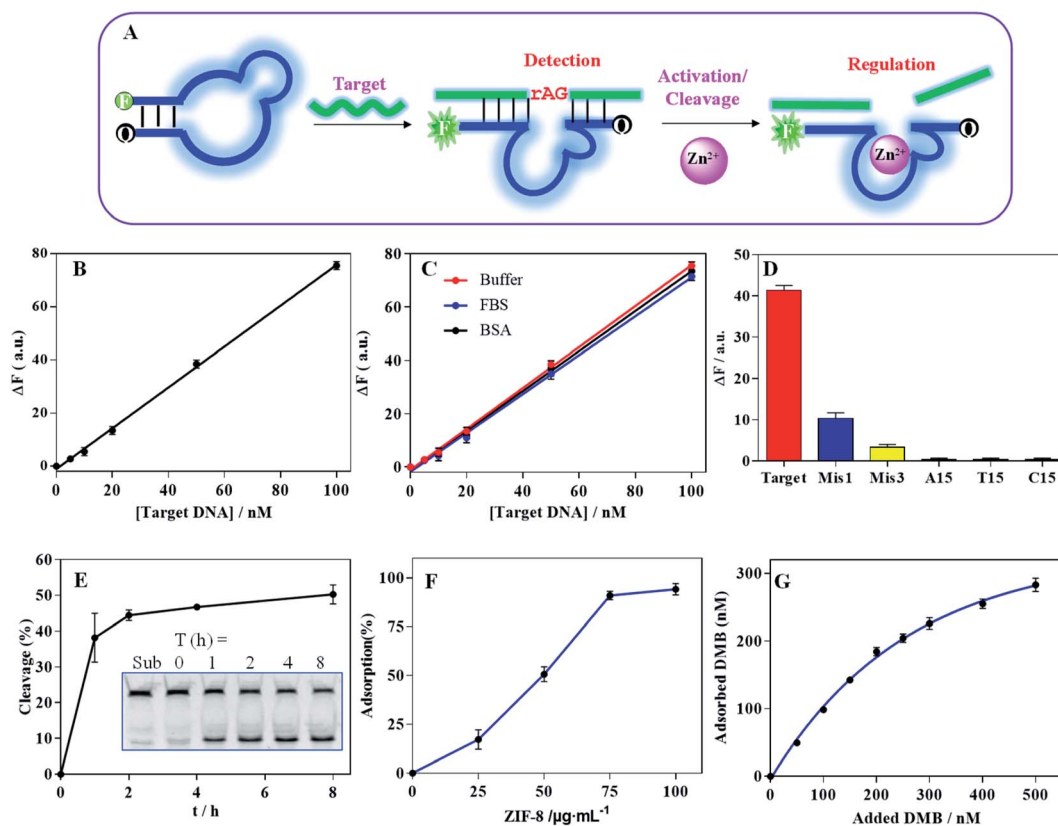 A
Target
Detection
Activation/
Cleavage
Regulation
F
Q
rAG
F
Q
Zn²⁺
F
Zn²⁺
Q
B
ΔF ( a.u.)
80
60
40
20
0
0 20 40 60 80 100
[Target DNA] / nM
C
Buffer
FBS
BSA
ΔF ( a.u.)
80
60
40
20
0
0 20 40 60 80 100
[Target DNA] / nM
D
ΔF / a.u.
50
40
30
20
10
0
Target Mis1 Mis3 A15 T15 C15
E
Cleavage (%)
60
50
40
30
20
10
0
T (h) =
Sub 0 1 2 4 8
0 2 4 6 8
t / h
F
Adsorption(%)
100
75
50
25
0
0 25 50 75 100
ZIF-8 /µg·mL⁻¹
G
Adsorbed DMB (nM)
300
200
100
0
0 100 200 300 400 500
Added DMB / nM